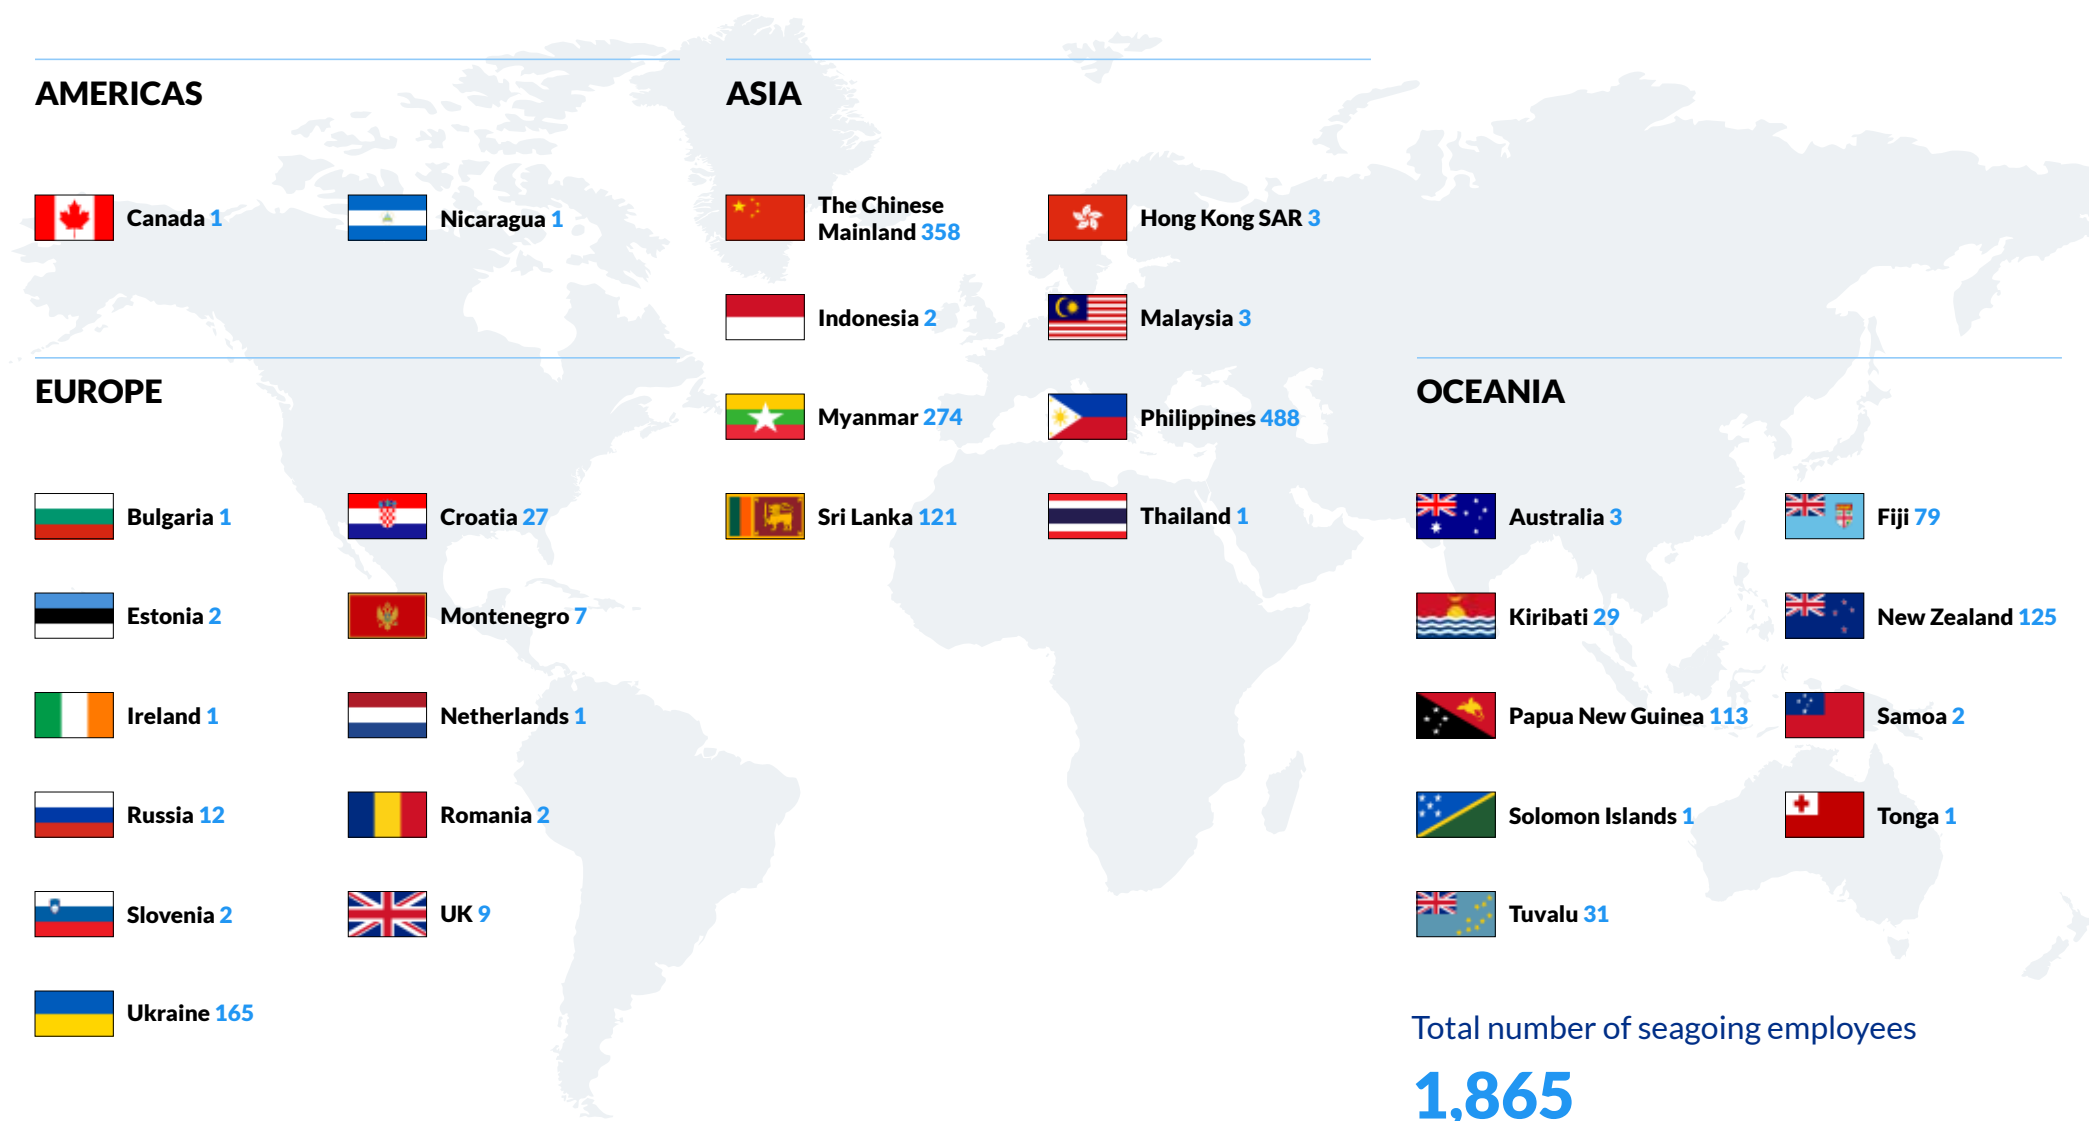 AMERICAS
Canada 1
Nicaragua 1
EUROPE
Bulgaria 1
Croatia 27
Estonia 2
Montenegro 7
Ireland 1
Netherlands 1
Russia 12
Romania 2
Slovenia 2
UK 9
Ukraine 165
ASIA
The Chinese
Mainland 358
Hong Kong SAR 3
Indonesia 2
Malaysia 3
Myanmar 274
Philippines 488
Sri Lanka 121
Thailand 1
OCEANIA
Australia 3
Fiji 79
Kiribati 29
New Zealand 125
Papua New Guinea 113
Samoa 2
Solomon Islands 1
Tonga 1
Tuvalu 31
Total number of seagoing employees
1,865